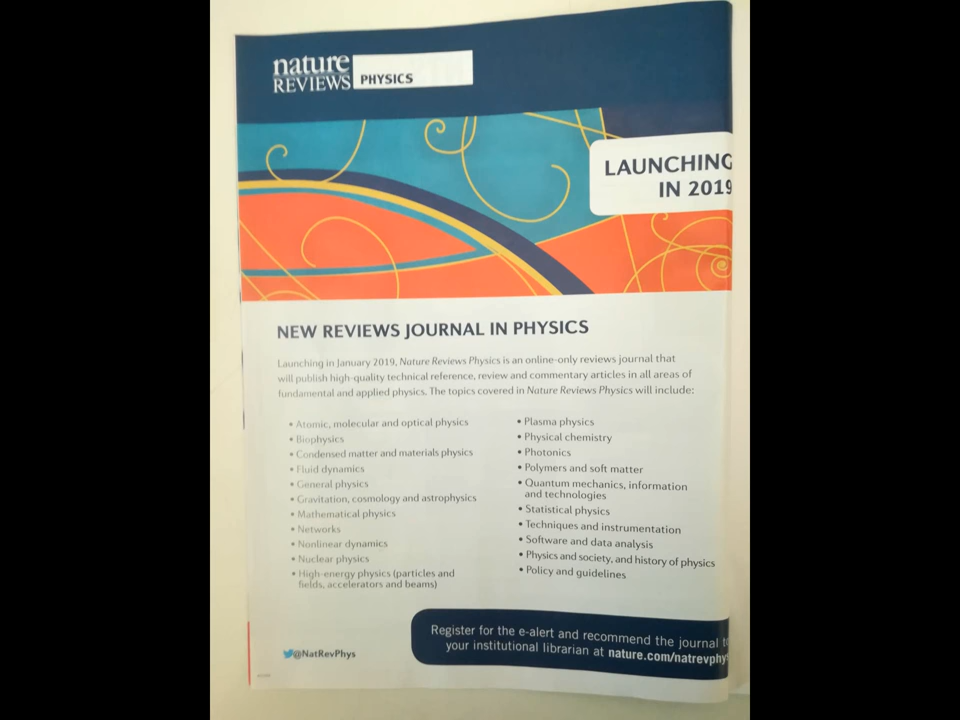 nature
REVIEWS PHYSICS
LAUNCHING
IN 2019
NEW REVIEWS JOURNAL IN PHYSICS
Launching in January 2019, Nature Reviews Physics is an online-only reviews journal that
will publish high-quality technical reference, review and commentary articles in all areas of
fundamental and applied physics. The topics covered in Nature Reviews Physics will include:
• Atomic, molecular and optical physics
• Biophysics
• Condensed matter and materials physics
• Fluid dynamics
• General physics
• Gravitation, cosmology and astrophysics
• Mathematical physics
• Networks
• Nonlinear dynamics
• Nuclear physics
• High-energy physics (particles and
fields, accelerators and beams)
• Plasma physics
• Physical chemistry
• Photonics
• Polymers and soft matter
• Quantum mechanics, information
and technologies
• Statistical physics
• Techniques and instrumentation
• Software and data analysis
• Physics and society, and history of physics
• Policy and guidelines
Register for the e-alert and recommend the journal to
your institutional librarian at nature.com/natrevphys
@NatRevPhys